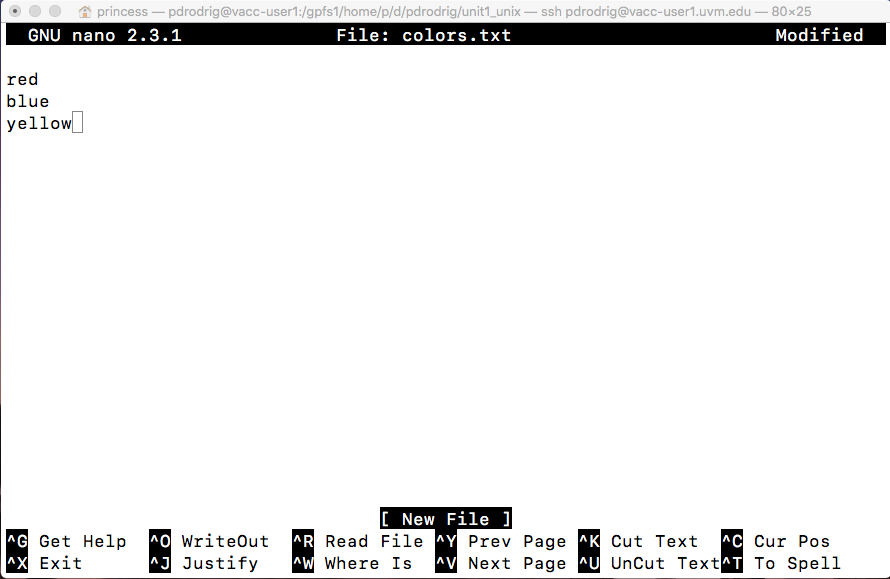 princess — pdrodrig@vacc-user1:/gpfs1/home/p/d/pdrodrig/unit1_unix — ssh pdrodrig@vacc-user1.uvm.edu — 80×25
GNU nano 2.3.1 File: colors.txt Modified
red
blue
yellow
[ New File ]
^G Get Help ^O WriteOut ^R Read File ^Y Prev Page ^K Cut Text ^C Cur Pos
^X Exit ^J Justify ^W Where Is ^V Next Page ^U UnCut Text ^T To Spell